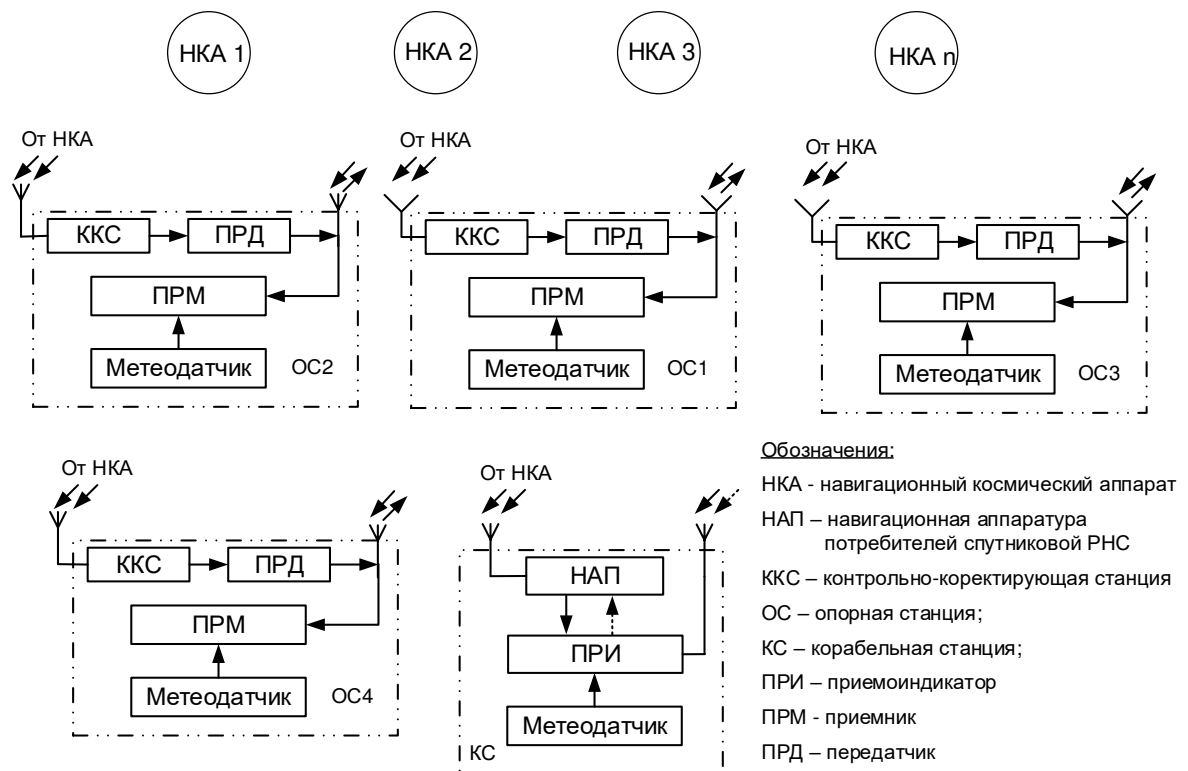 НКА 1
НКА 2
НКА 3
НКА n
От НКА
ККС
ПРД
ПРМ
Метеодатчик
ОС2
От НКА
ККС
ПРД
ПРМ
Метеодатчик
ОС1
От НКА
ККС
ПРД
ПРМ
Метеодатчик
ОС3
От НКА
ККС
ПРД
ПРМ
Метеодатчик
ОС4
От НКА
НАП
ПРИ
Метеодатчик
КС
Обозначения:
НКА - навигационный космический аппарат
НАП – навигационная аппаратура
потребителей спутниковой РНС
ККС – контрольно-коректирующая станция
ОС – опорная станция;
КС – корабельная станция;
ПРИ – приемоиндикатор
ПРМ - приемник
ПРД – передатчик